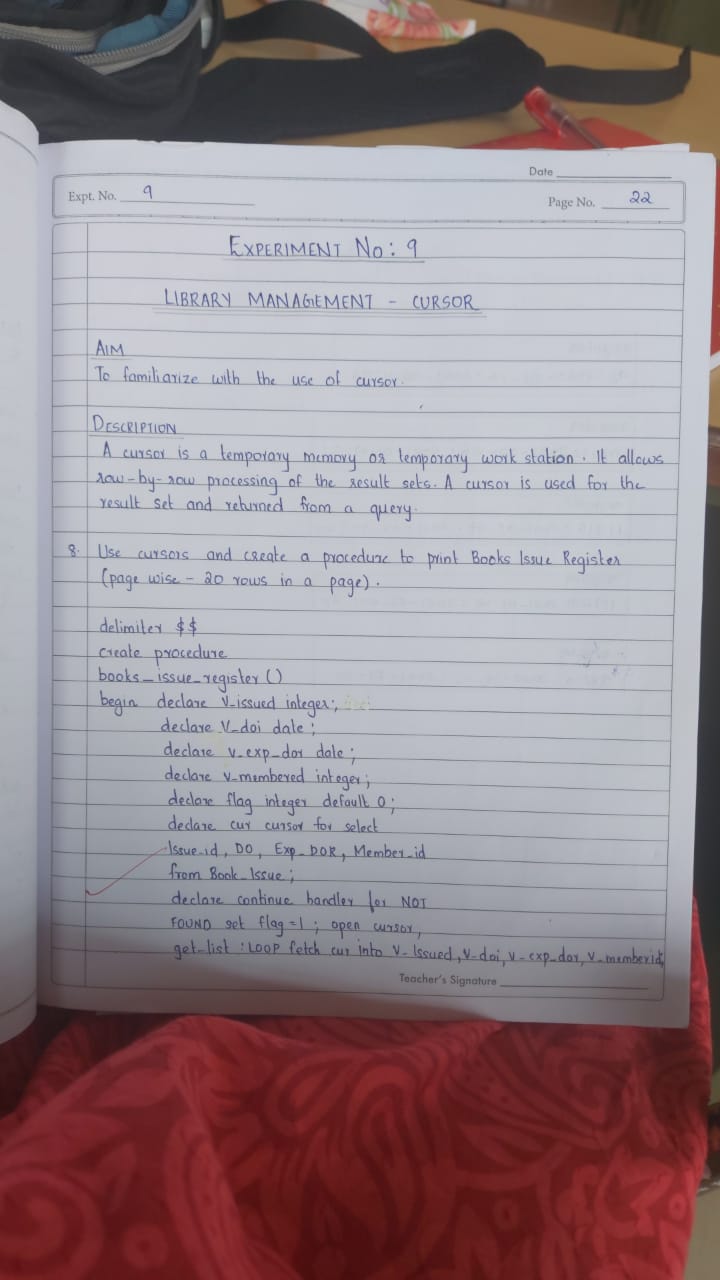 Date
Expt. No. 9
Page No. 22
EXPERIMENT No: 9
LIBRARY MANAGEMENT - CURSOR
AIM
To familiarize with the use of cursor.
DESCRIPTION
A cursor is a temporary memory or temporary work station. It allows
row-by-row processing of the result sets. A cursor is used for the
result set and returned from a query.
8. Use cursors and create a procedure to print Books Issue Register
(page wise - 20 rows in a page).
delimiter $$
create procedure
books_issue_register ()
begin declare V_issued integer;
declare V_doi date;
declare v_exp_dor date;
declare v_membered integer;
declare flag integer default 0;
declare cur cursor for select
Issue_id, DO, Exp_DOR, Member_id
from Book_Issue;
declare continue handler for NOT
FOUND set flag=1; open cursor,
get_list : LOOP fetch cur into V_Issued, V_doi, v_exp_dor, V_memberid;
Teacher's Signature